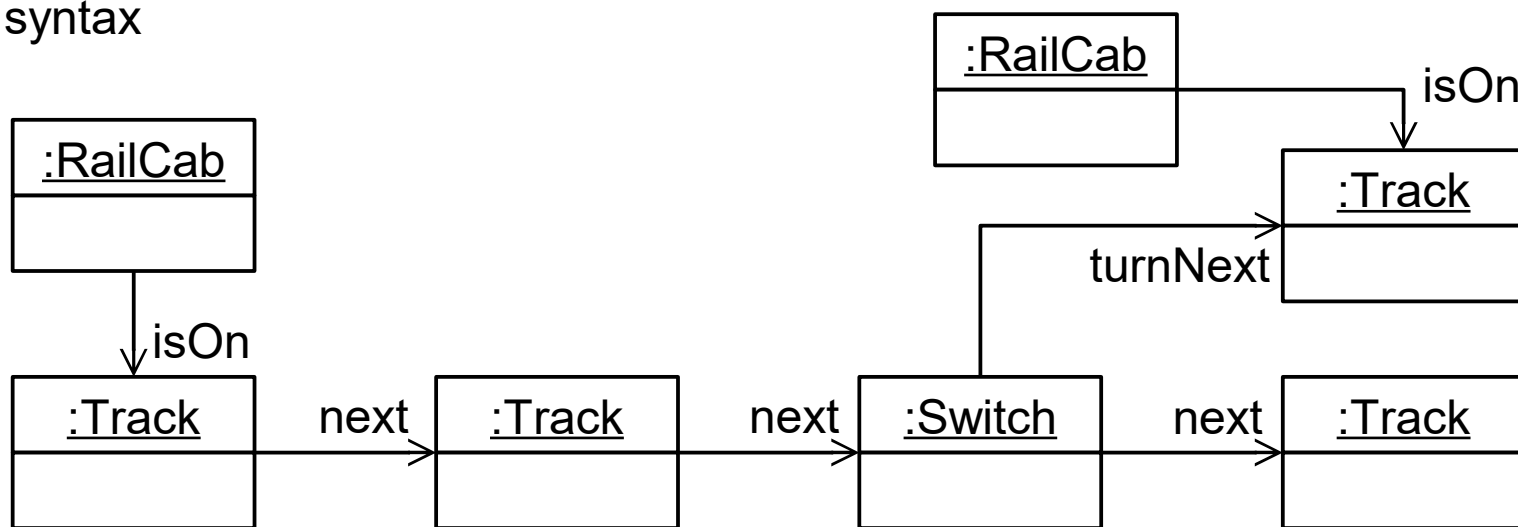 syntax
:RailCab
isOn
:RailCab
:Track
turnNext
isOn
:Track
next
:Track
next
:Switch
next
:Track